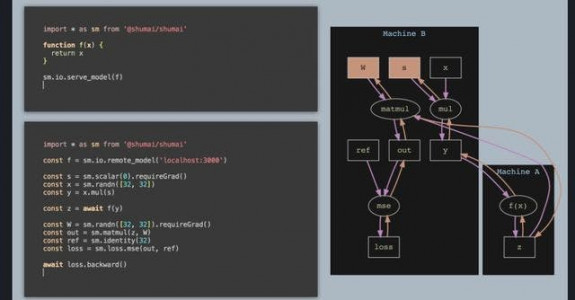 import * as sm from '@shumai/shumai'
function f(x) {
return x
}
sm.io.serve_model(f)
import * as sm from '@shumai/shumai'
const f = sm.io.remote_model('localhost:3000')
const s = sm.scalar(0).requireGrad()
const x = sm.randn([32, 32])
const y = x.mul(s)
const z = await f(y)
const W = sm.randn([32, 32]).requireGrad()
const out = sm.matmul(z, W)
const ref = sm.identity(32)
const loss = sm.loss.mse(out, ref)
await loss.backward()
Machine B
W
s
x
matmul
mul
ref
out
y
Machine A
mse
f(x)
loss
z